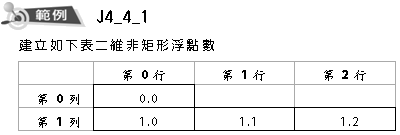 範例 J4_4_1
建立如下表二維非矩形浮點數
第 0 行 第 1 行 第 2 行
第 0 列 0.0
第 1 列 1.0 1.1 1.2